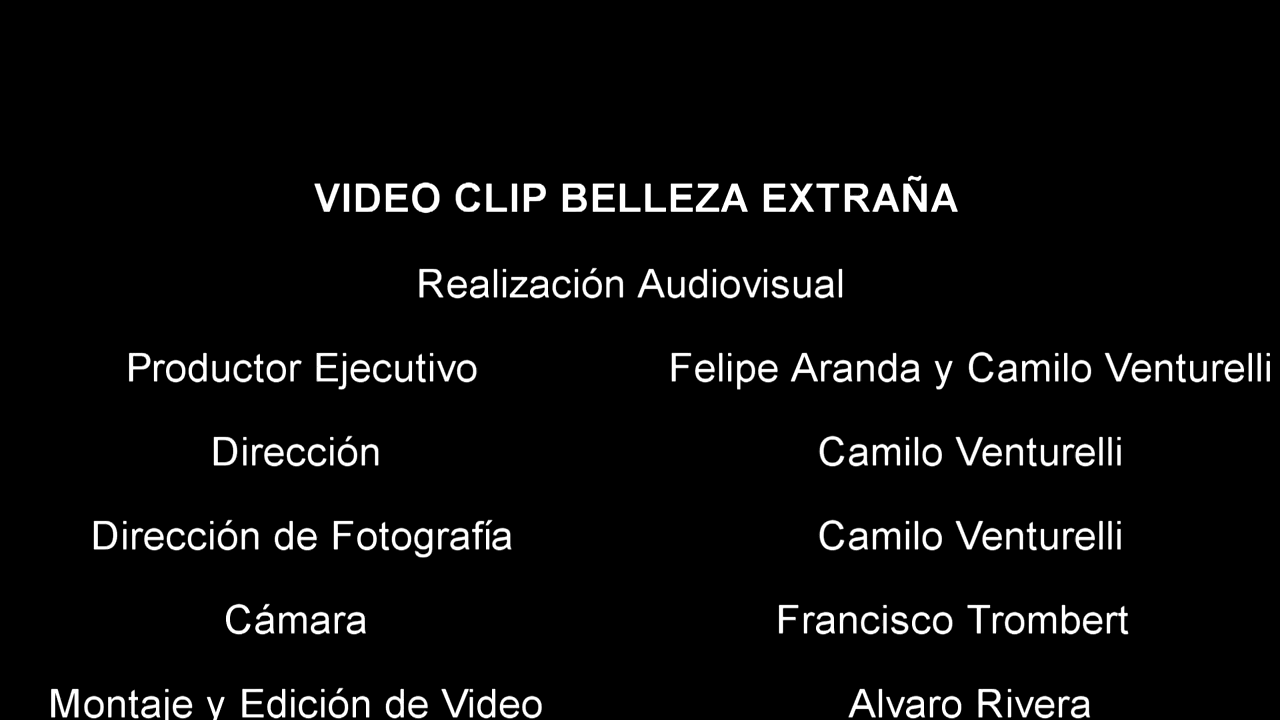 VIDEO CLIP BELLEZA EXTRAÑA
Realización Audiovisual
Productor Ejecutivo Felipe Aranda y Camilo Venturelli
Dirección Camilo Venturelli
Dirección de Fotografía Camilo Venturelli
Cámara Francisco Trombert
Montaje y Edición de Video Alvaro Rivera